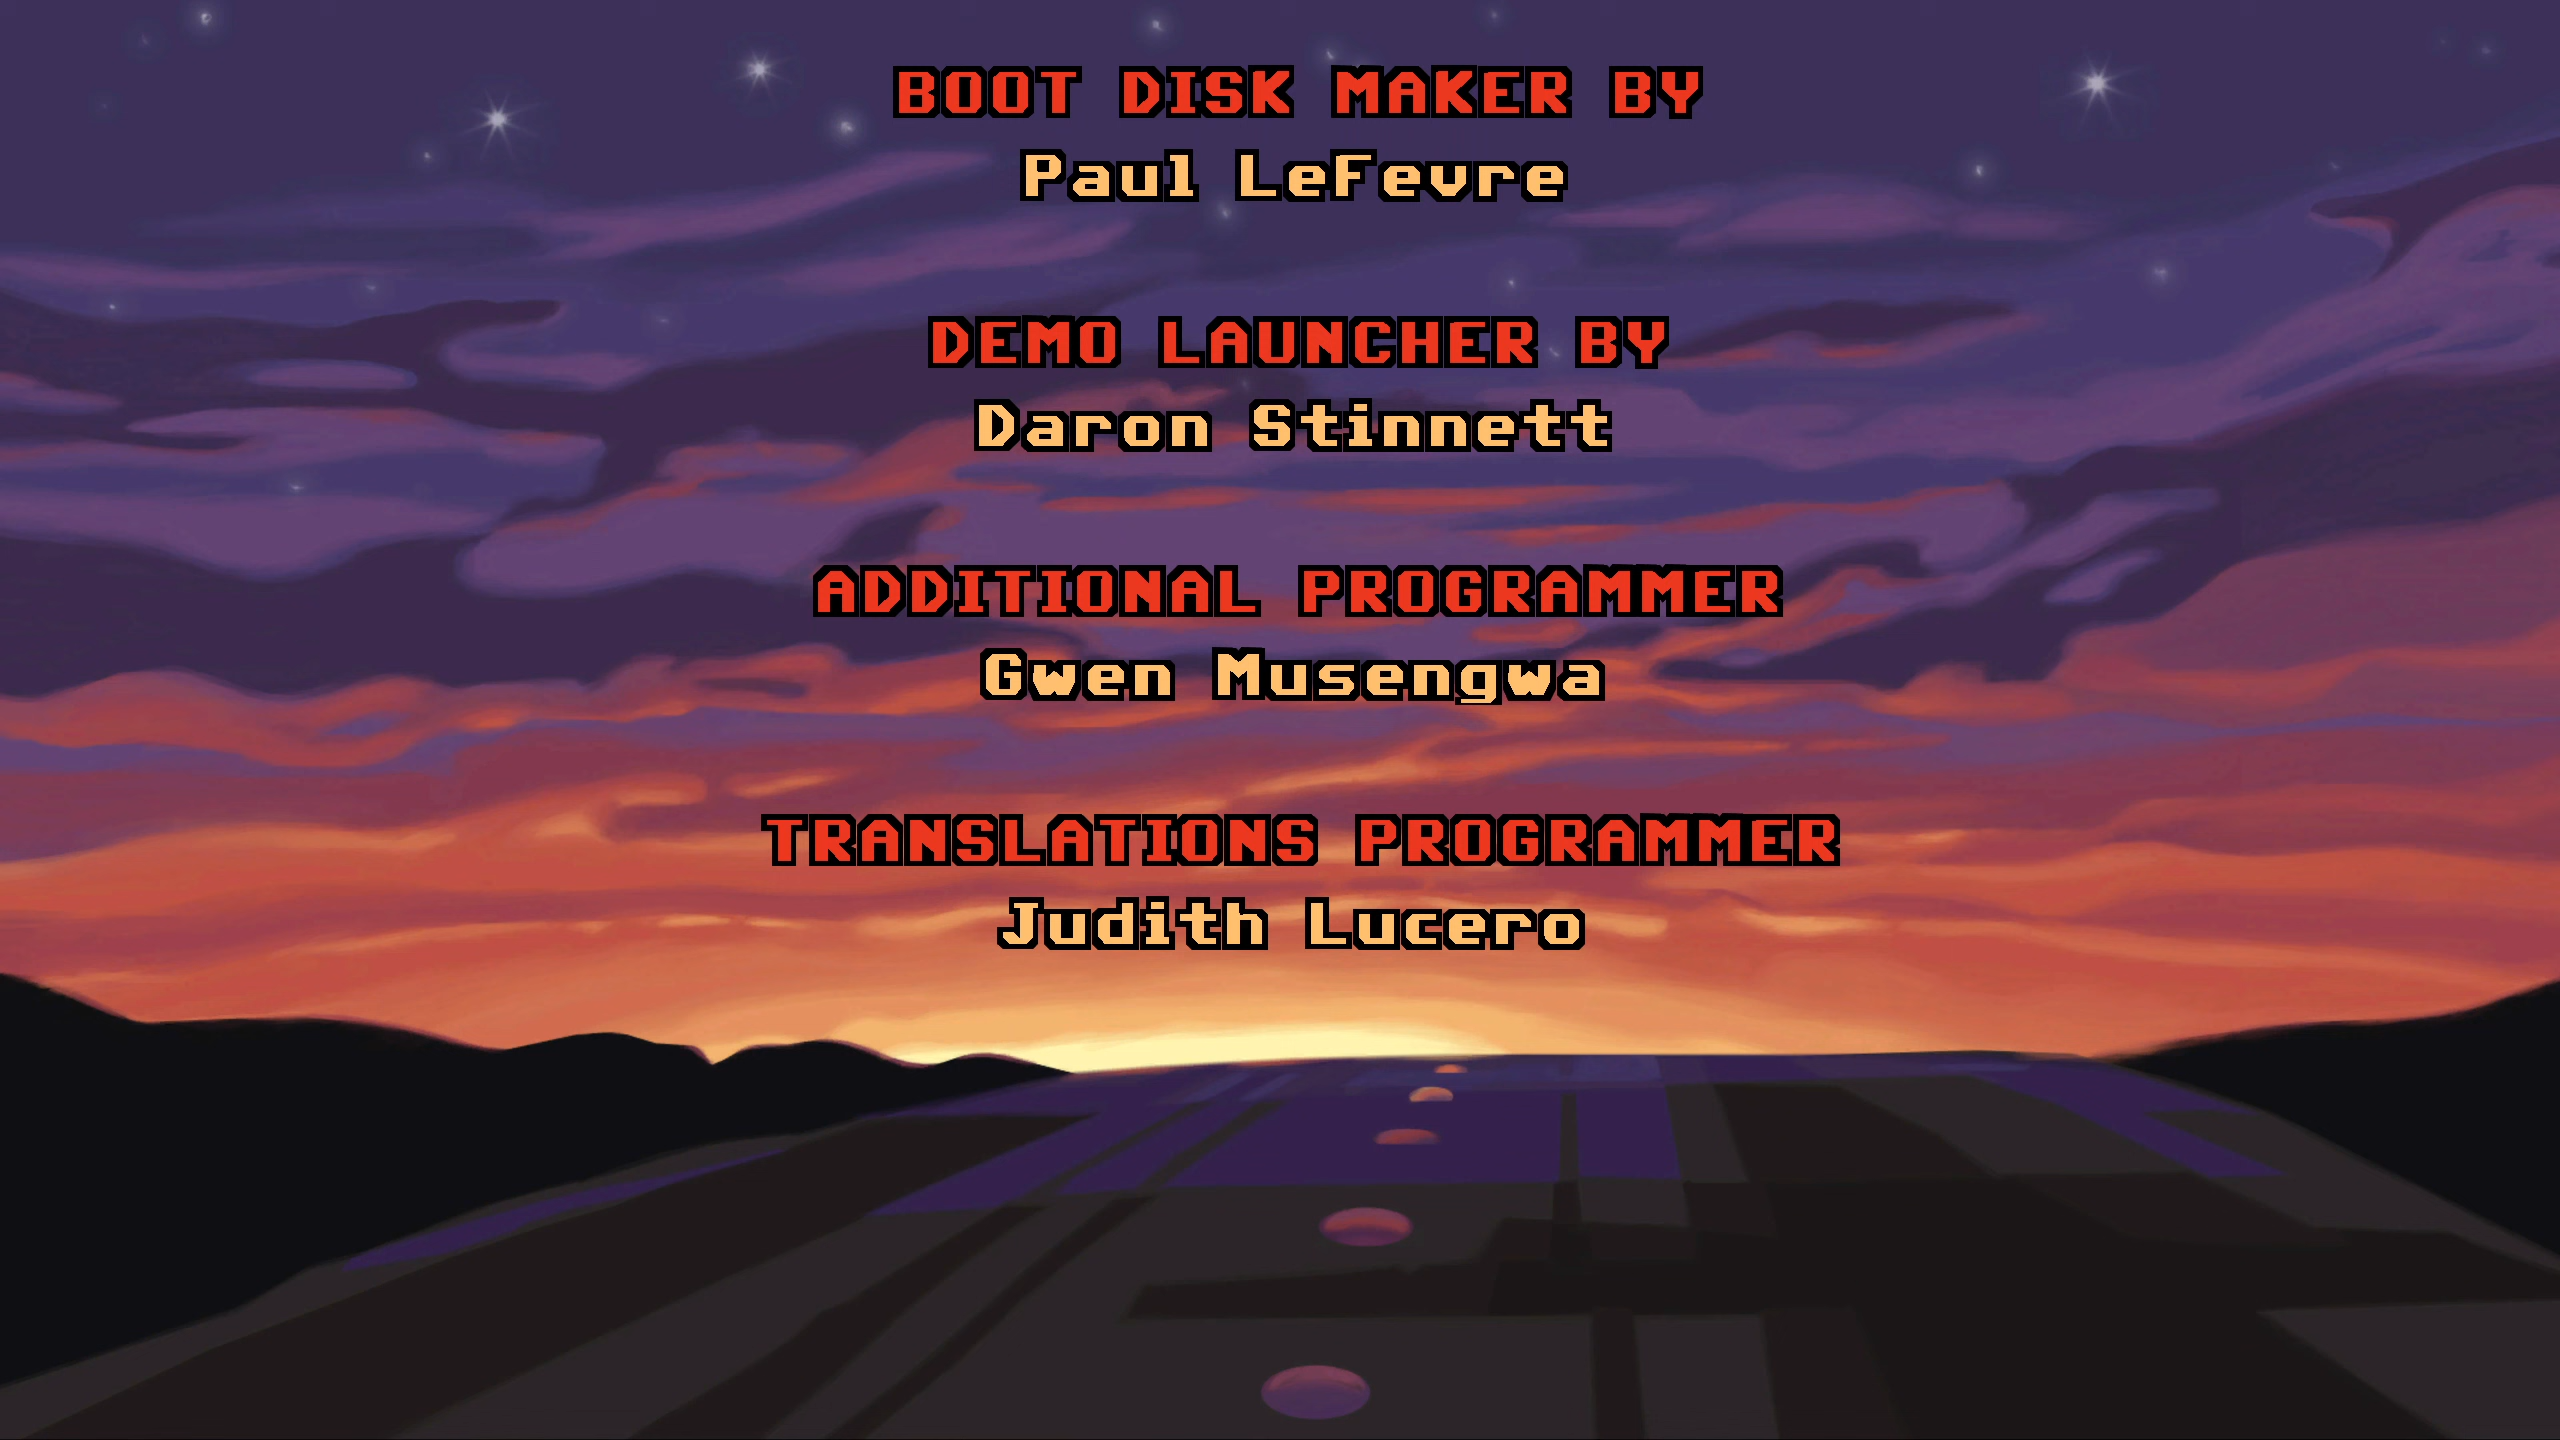 BOOT DISK MAKER BY
Paul LeFevre
DEMO LAUNCHER BY
Daron Stinnett
ADDITIONAL PROGRAMMER
Gwen Musengwa
TRANSLATIONS PROGRAMMER
Judith Lucero